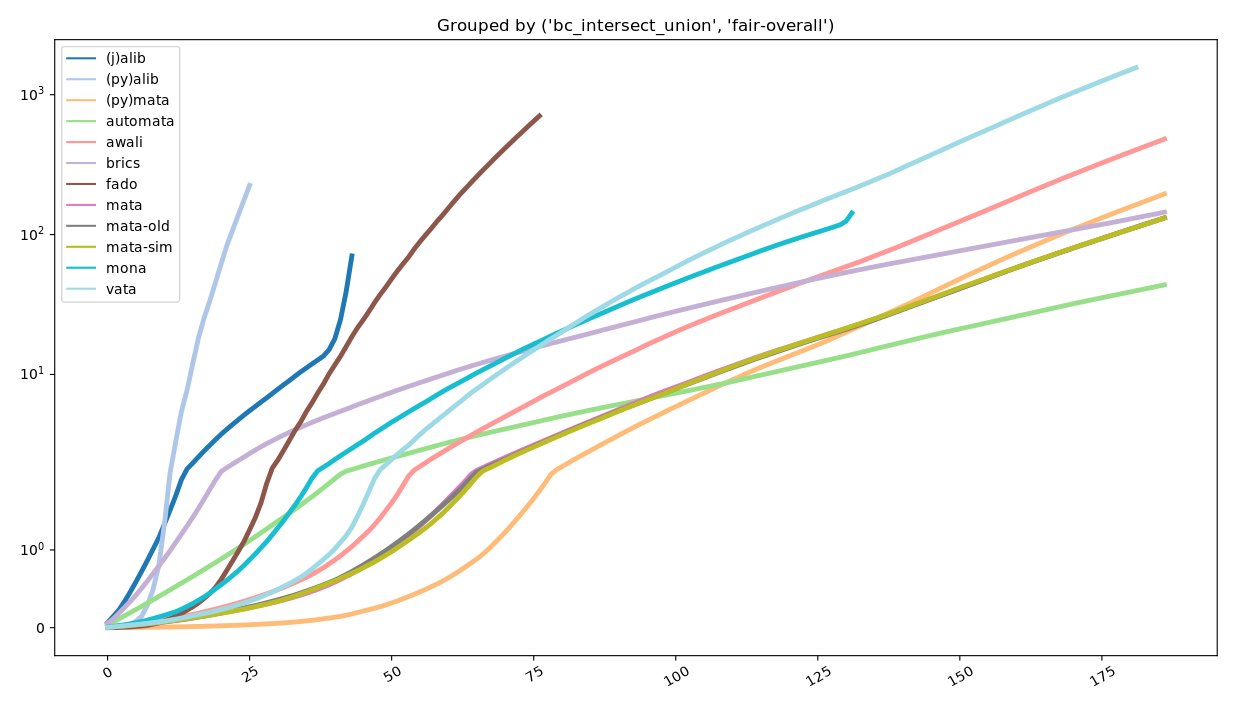 Grouped by ('bc_intersect_union', 'fair-overall')
(j)alib
(py)alib
(py)mata
automata
awali
brics
fado
mata
mata-old
mata-sim
mona
vata
10³
10²
10¹
10⁰
0
0 25 50 75 100 125 150 175